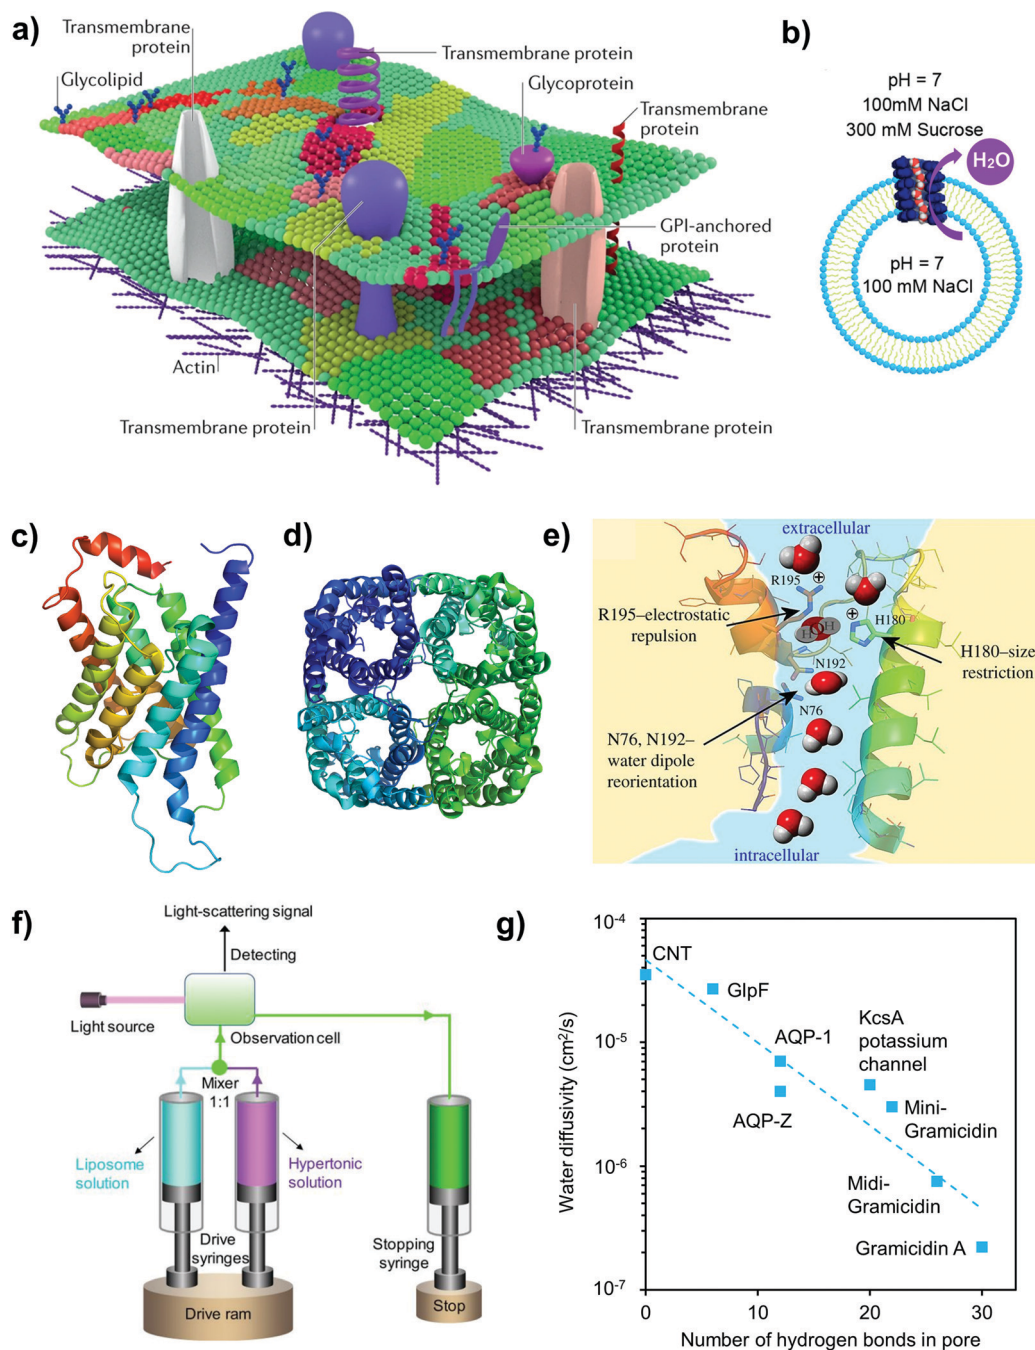 a)
Transmembrane
protein
Glycolipid
Transmembrane protein
Glycoprotein
Transmembrane
protein
GPI-anchored
protein
Actin
Transmembrane protein
Transmembrane protein
b)
pH = 7
100mM NaCl
300 mM Sucrose
H₂O
pH = 7
100 mM NaCl
c)
d)
e)
extracellular
R195
R195–electrostatic
repulsion
H O H
H180
H180–size
restriction
N192
N76
N76, N192–
water dipole
reorientation
intracellular
f)
Light-scattering signal
Detecting
Light source
Observation cell
Mixer
1:1
Liposome
solution
Hypertonic
solution
Drive
syringes
Stopping
syringe
Drive ram
Stop
g)
10⁻⁴
10⁻⁵
10⁻⁶
10⁻⁷
Water diffusivity (cm²/s)
CNT
GlpF
AQP-1
AQP-Z
KcsA
potassium
channel
Mini-
Gramicidin
Midi-
Gramicidin
Gramicidin A
0
10
20
30
Number of hydrogen bonds in pore